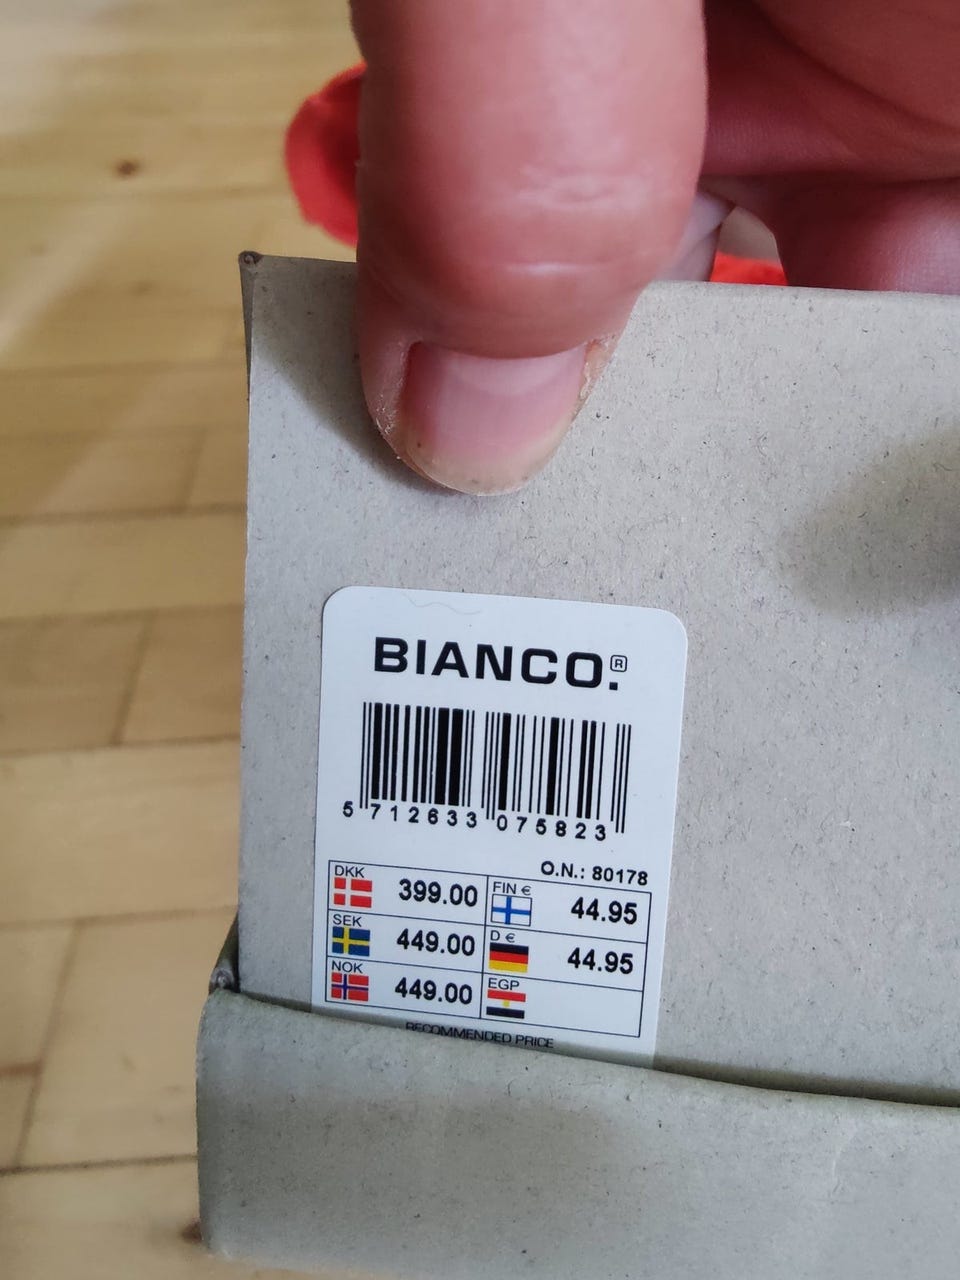 BIANCO.®
5 712633 075823
O.N.: 80178
DKK 399.00 FIN € 44.95
SEK 449.00 D € 44.95
NOK 449.00 EGP
RECOMMENDED PRICE